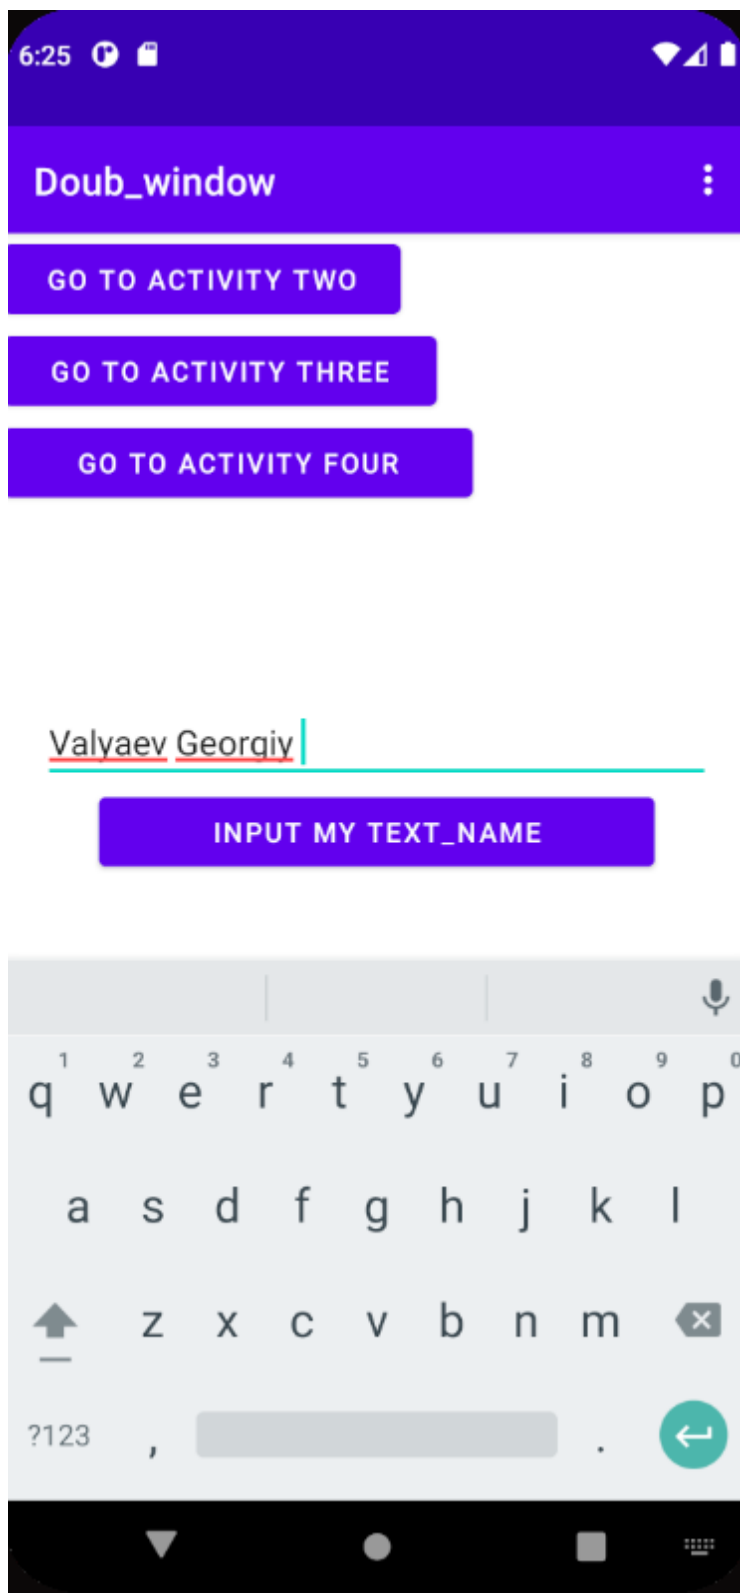 6:25
Doub_window
GO TO ACTIVITY TWO
GO TO ACTIVITY THREE
GO TO ACTIVITY FOUR
Valyaev Georgiy
INPUT MY TEXT_NAME
1 2 3 4 5 6 7 8 9 0
q w e r t y u i o p
a s d f g h j k l
z x c v b n m
?123 , .